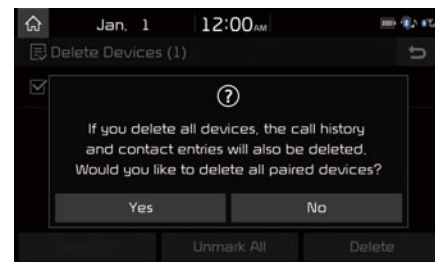 Jan. 1 12:00AM
Delete Devices (1)
If you delete all devices, the call history
and contact entries will also be deleted.
Would you like to delete all paired devices?
Yes No
Unmark All Delete